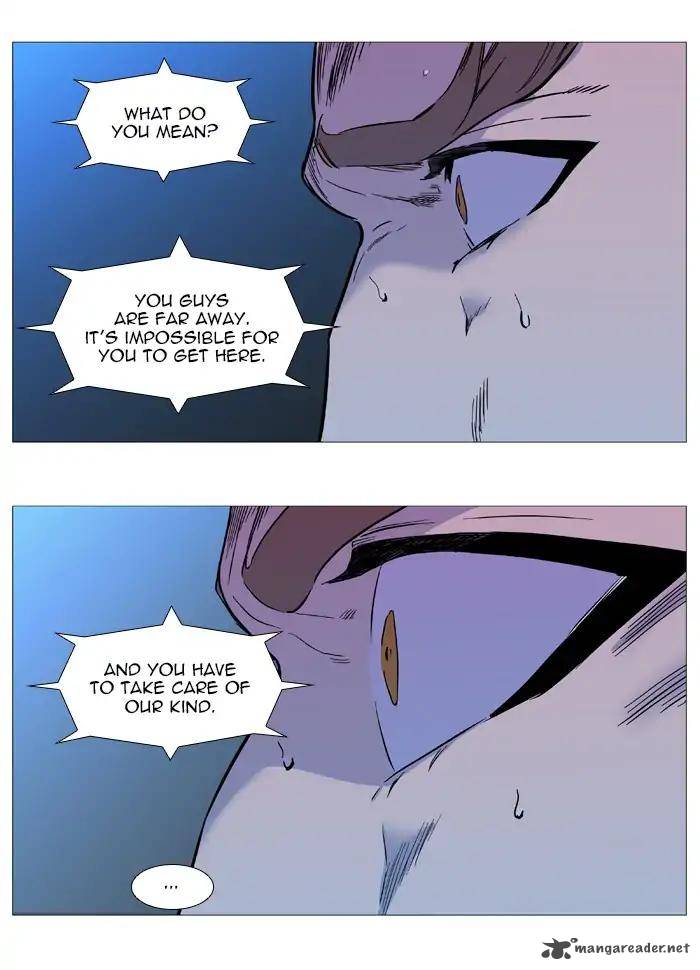 WHAT DO
YOU MEAN?
YOU GUYS
ARE FAR AWAY.
IT'S IMPOSSIBLE FOR
YOU TO GET HERE.
AND YOU HAVE
TO TAKE CARE OF
OUR KIND.
...
mangareader.net